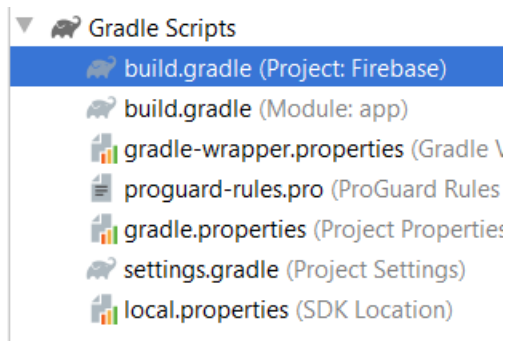 Gradle Scripts
build.gradle (Project: Firebase)
build.gradle (Module: app)
gradle-wrapper.properties (Gradle V
proguard-rules.pro (ProGuard Rules
gradle.properties (Project Properties
settings.gradle (Project Settings)
local.properties (SDK Location)